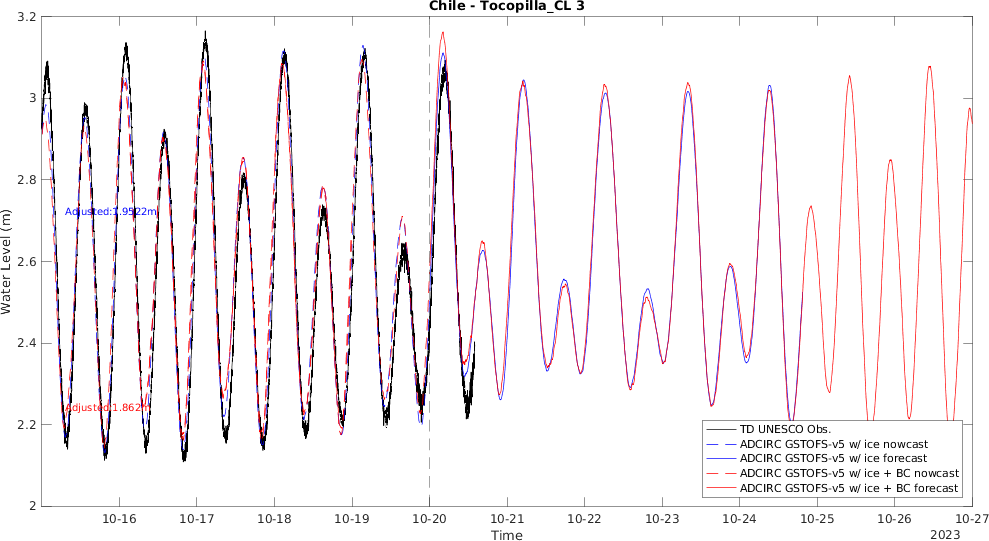 Chile - Tocopilla_CL 3
3.2
3
2.8
2.6
2.4
2.2
2
Water Level (m)
Adjusted:1.9522m
Adjusted:1.862
TD UNESCO Obs.
ADCIRC GSTOFS-v5 w/ ice nowcast
ADCIRC GSTOFS-v5 w/ ice forecast
ADCIRC GSTOFS-v5 w/ ice + BC nowcast
ADCIRC GSTOFS-v5 w/ ice + BC forecast
10-16
10-17
10-18
10-19
10-20
10-21
10-22
10-23
10-24
10-25
10-26
10-27
Time
2023